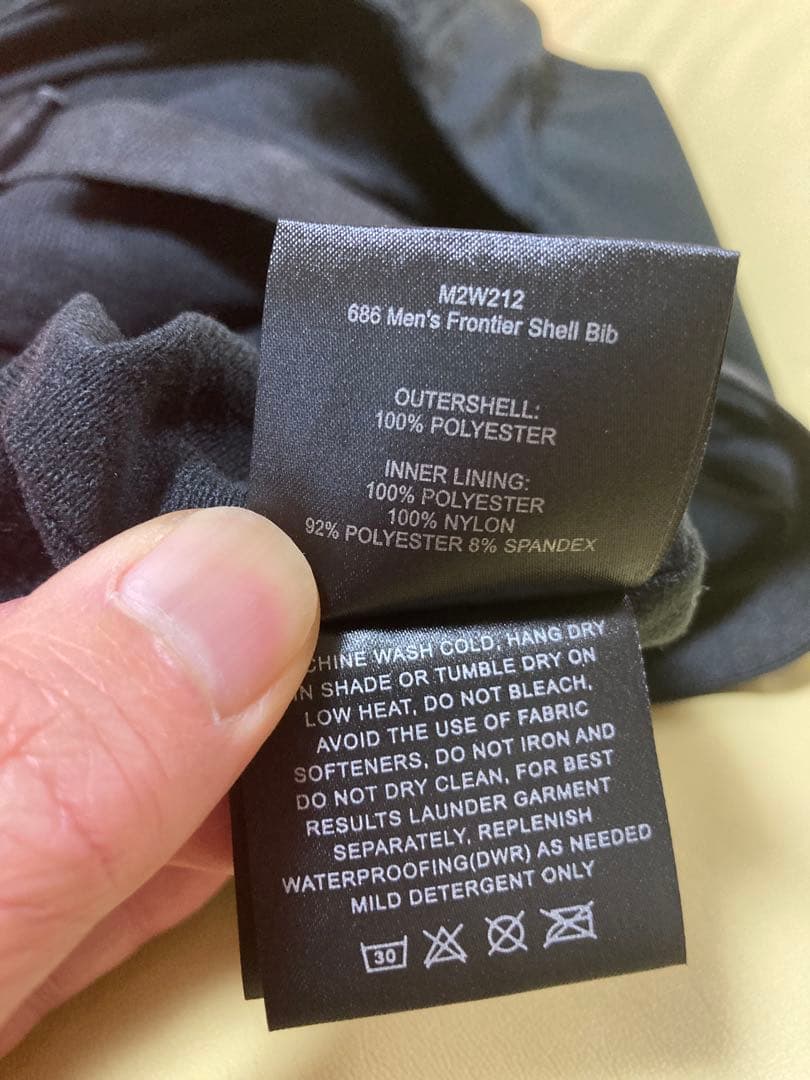 M2W212
686 Men's Frontier Shell Bib
OUTERSHELL:
100% POLYESTER
INNER LINING:
100% POLYESTER
100% NYLON
92% POLYESTER 8% SPANDEX
WASH COLD, HANG DRY
IN SHADE OR TUMBLE DRY ON
LOW HEAT, DO NOT BLEACH,
AVOID THE USE OF FABRIC
SOFTENERS, DO NOT IRON AND
DO NOT DRY CLEAN, FOR BEST
RESULTS LAUNDER GARMENT
SEPARATELY, REPLENISH
WATERPROOFING(DWR) AS NEEDED
MILD DETERGENT ONLY
30